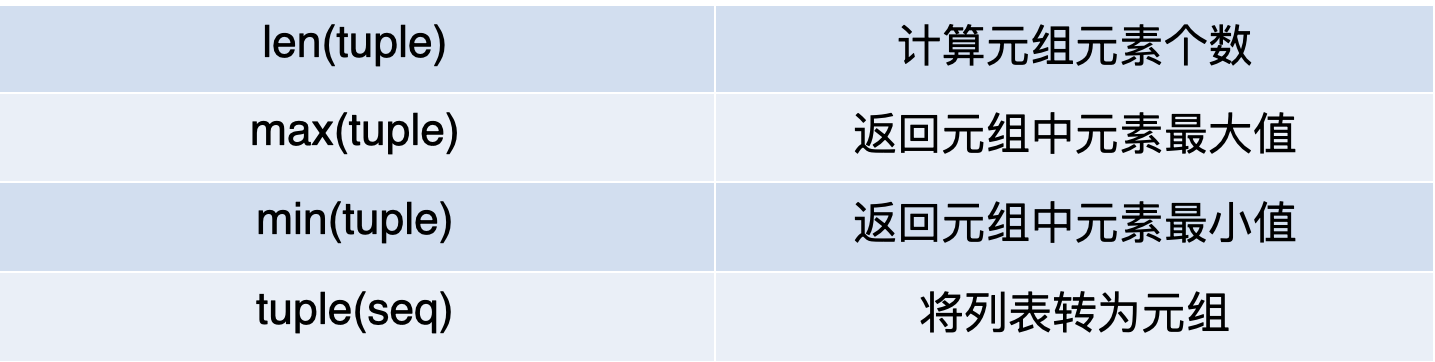 len(tuple) 计算元组元素个数
max(tuple) 返回元组中元素最大值
min(tuple) 返回元组中元素最小值
tuple(seq) 将列表转为元组